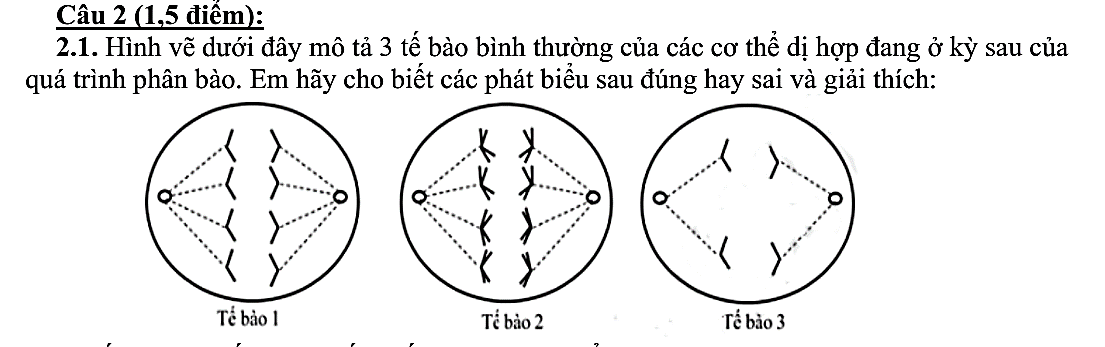 Câu 2 (1,5 điểm):
2.1. Hình vẽ dưới đây mô tả 3 tế bào bình thường của các cơ thể dị hợp đang ở kỳ sau của
quá trình phân bào. Em hãy cho biết các phát biểu sau đúng hay sai và giải thích:
Tế bào 1 Tế bào 2 Tế bào 3